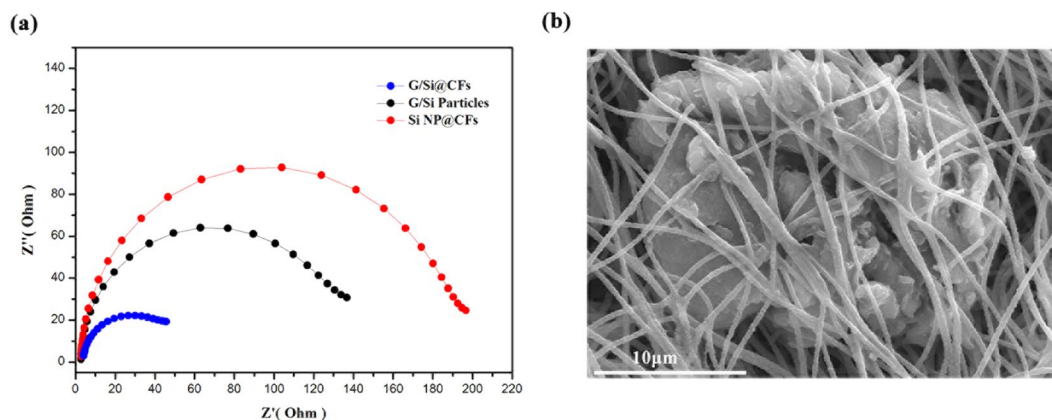 (a)
(b)
140
120
100
80
60
40
20
0
Z''( Ohm )
G/Si@CFs
G/Si Particles
Si NP@CFs
0 20 40 60 80 100 120 140 160 180 200 220
Z'( Ohm )
10μm